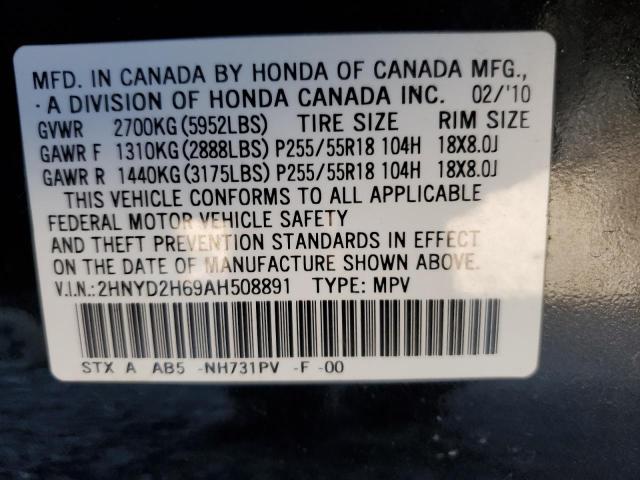 MFD. IN CANADA BY HONDA OF CANADA MFG.,
A DIVISION OF HONDA CANADA INC. 02/'10
GVWR 2700KG(5952LBS) TIRE SIZE RIM SIZE
GAWR F 1310KG(2888LBS) P255/55R18 104H 18X8.0J
GAWR R 1440KG(3175LBS) P255/55R18 104H 18X8.0J
THIS VEHICLE CONFORMS TO ALL APPLICABLE
FEDERAL MOTOR VEHICLE SAFETY
AND THEFT PREVENTION STANDARDS IN EFFECT
ON THE DATE OF MANUFACTURE SHOWN ABOVE.
V.I.N.:2HNYD2H69AH508891 TYPE: MPV
STX A AB5 -NH731PV -F -00